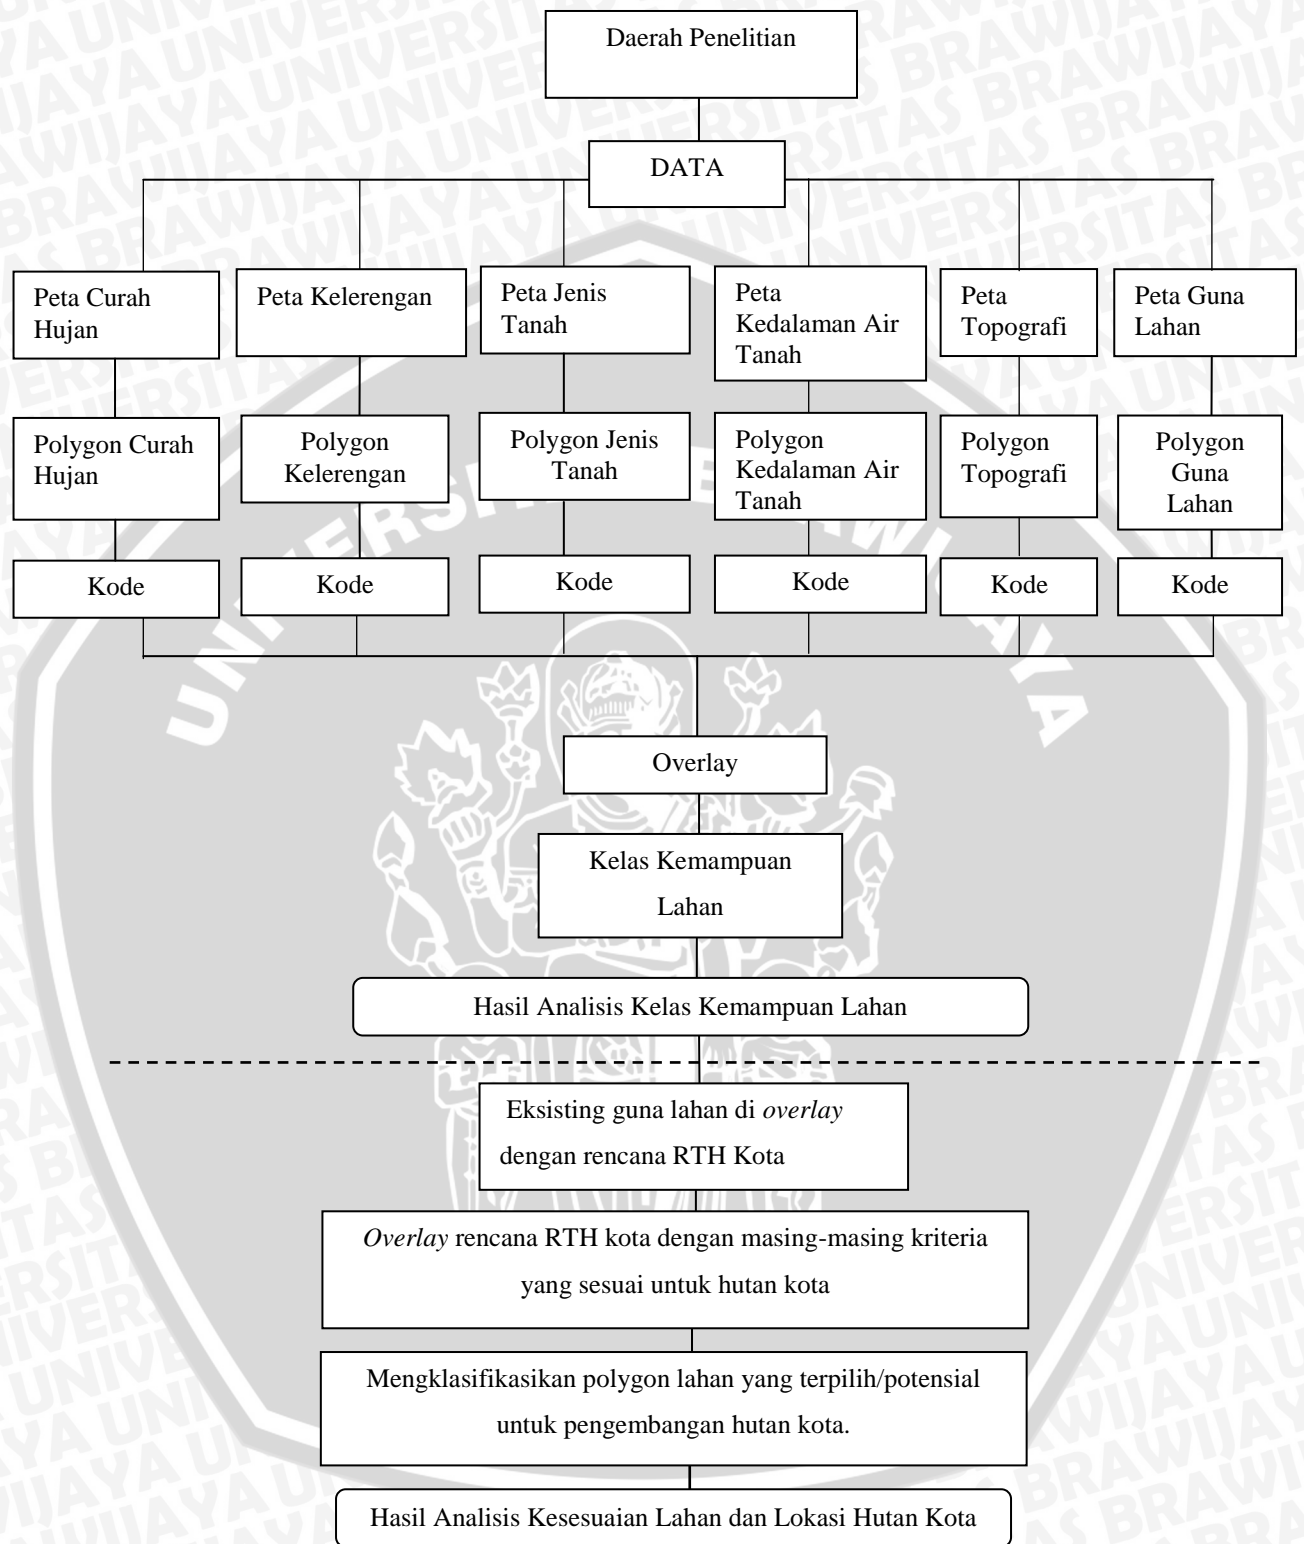 Daerah Penelitian
DATA
Peta Curah
Hujan
Peta Kelerengan
Peta Jenis
Tanah
Peta
Kedalaman Air
Tanah
Peta
Topografi
Peta Guna
Lahan
Polygon Curah
Hujan
Polygon
Kelerengan
Polygon Jenis
Tanah
Polygon
Kedalaman Air
Tanah
Polygon
Topografi
Polygon
Guna
Lahan
Kode
Kode
Kode
Kode
Kode
Kode
Overlay
Kelas Kemampuan
Lahan
Hasil Analisis Kelas Kemampuan Lahan
Eksisting guna lahan di overlay
dengan rencana RTH Kota
Overlay rencana RTH kota dengan masing-masing kriteria
yang sesuai untuk hutan kota
Mengklasifikasikan polygon lahan yang terpilih/potensial
untuk pengembangan hutan kota.
Hasil Analisis Kesesuaian Lahan dan Lokasi Hutan Kota